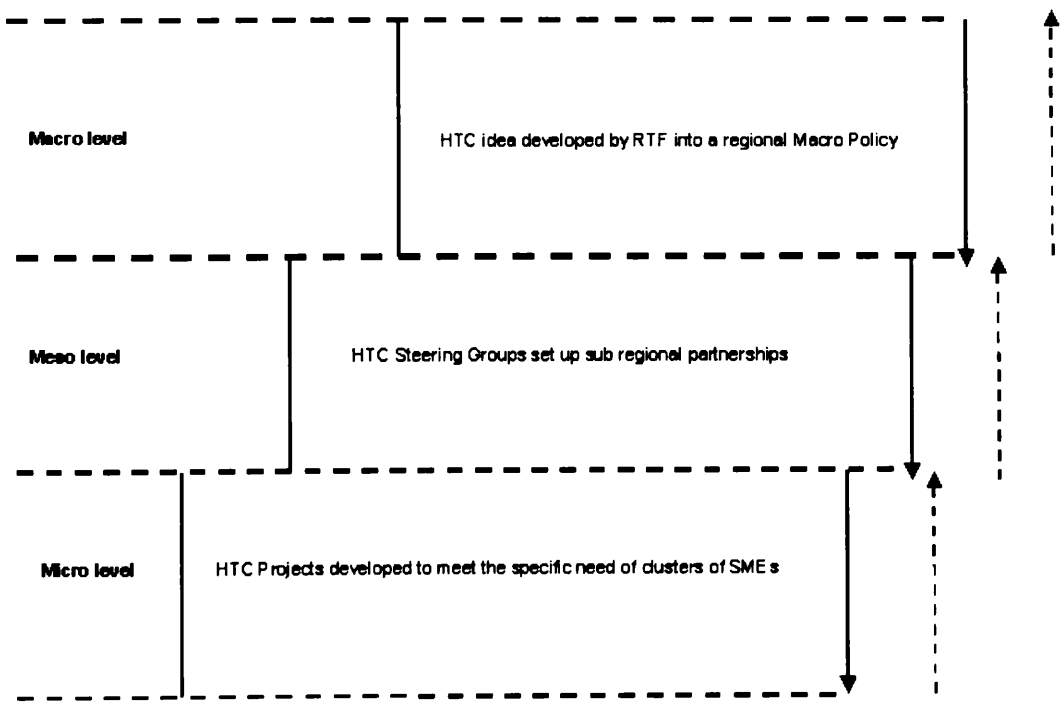 Macro level
HTC idea developed by RTF into a regional Macro Policy
Meso level
HTC Steering Groups set up sub regional partnerships
Micro level
HTC Projects developed to meet the specific need of clusters of SMEs